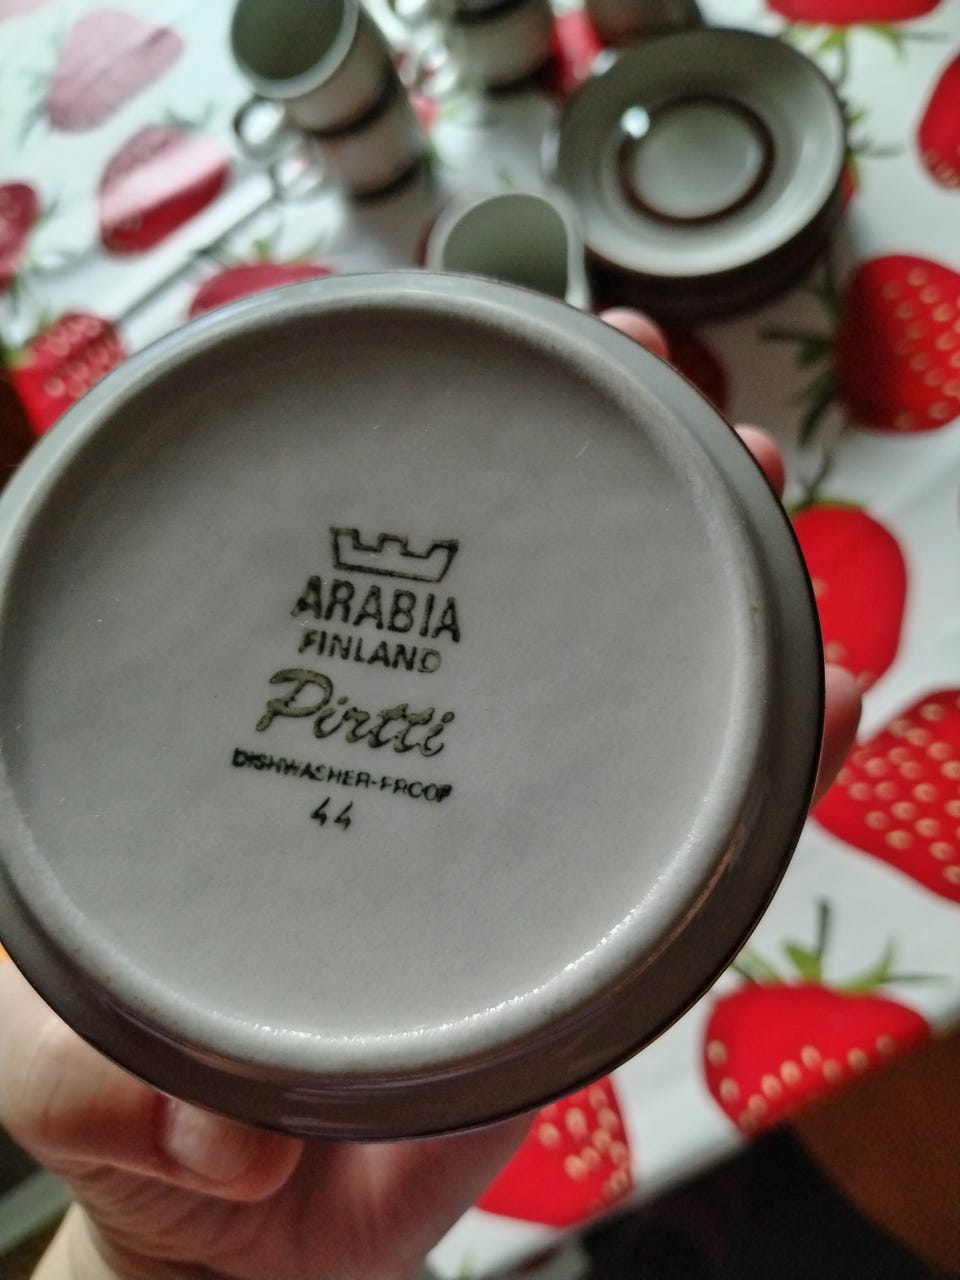 ARABIA
FINLAND
Pirtti
DISHWASHER-PROOF
44